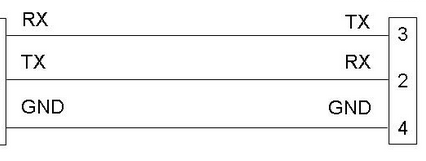 RX TX 3
TX RX 2
GND GND 4